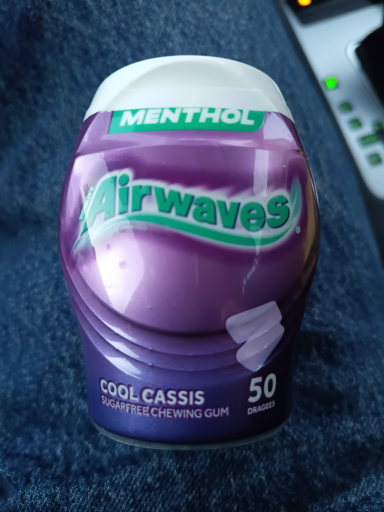 MENTHOL
Airwaves
COOL CASSIS
SUGARFREE CHEWING GUM
50
DRAGEES